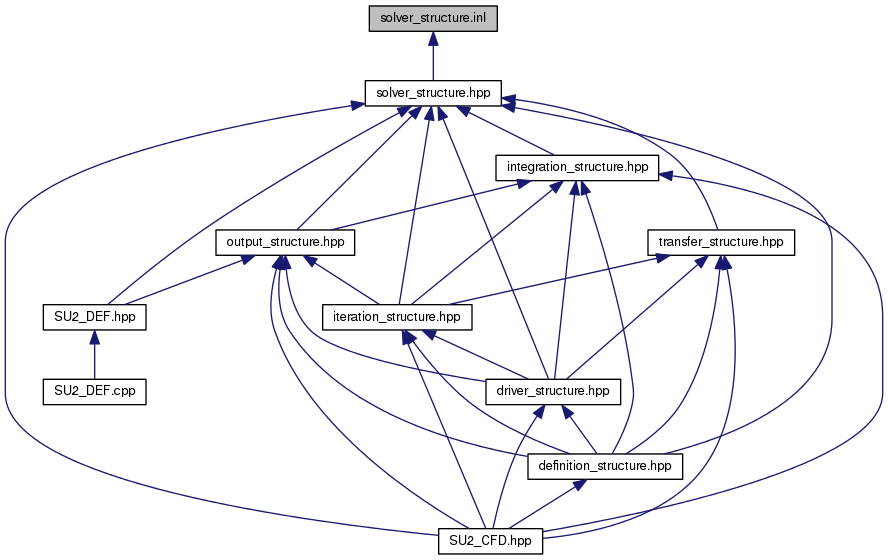 solver_structure.inl
solver_structure.hpp
integration_structure.hpp
output_structure.hpp
transfer_structure.hpp
SU2_DEF.hpp
iteration_structure.hpp
SU2_DEF.cpp
driver_structure.hpp
definition_structure.hpp
SU2_CFD.hpp